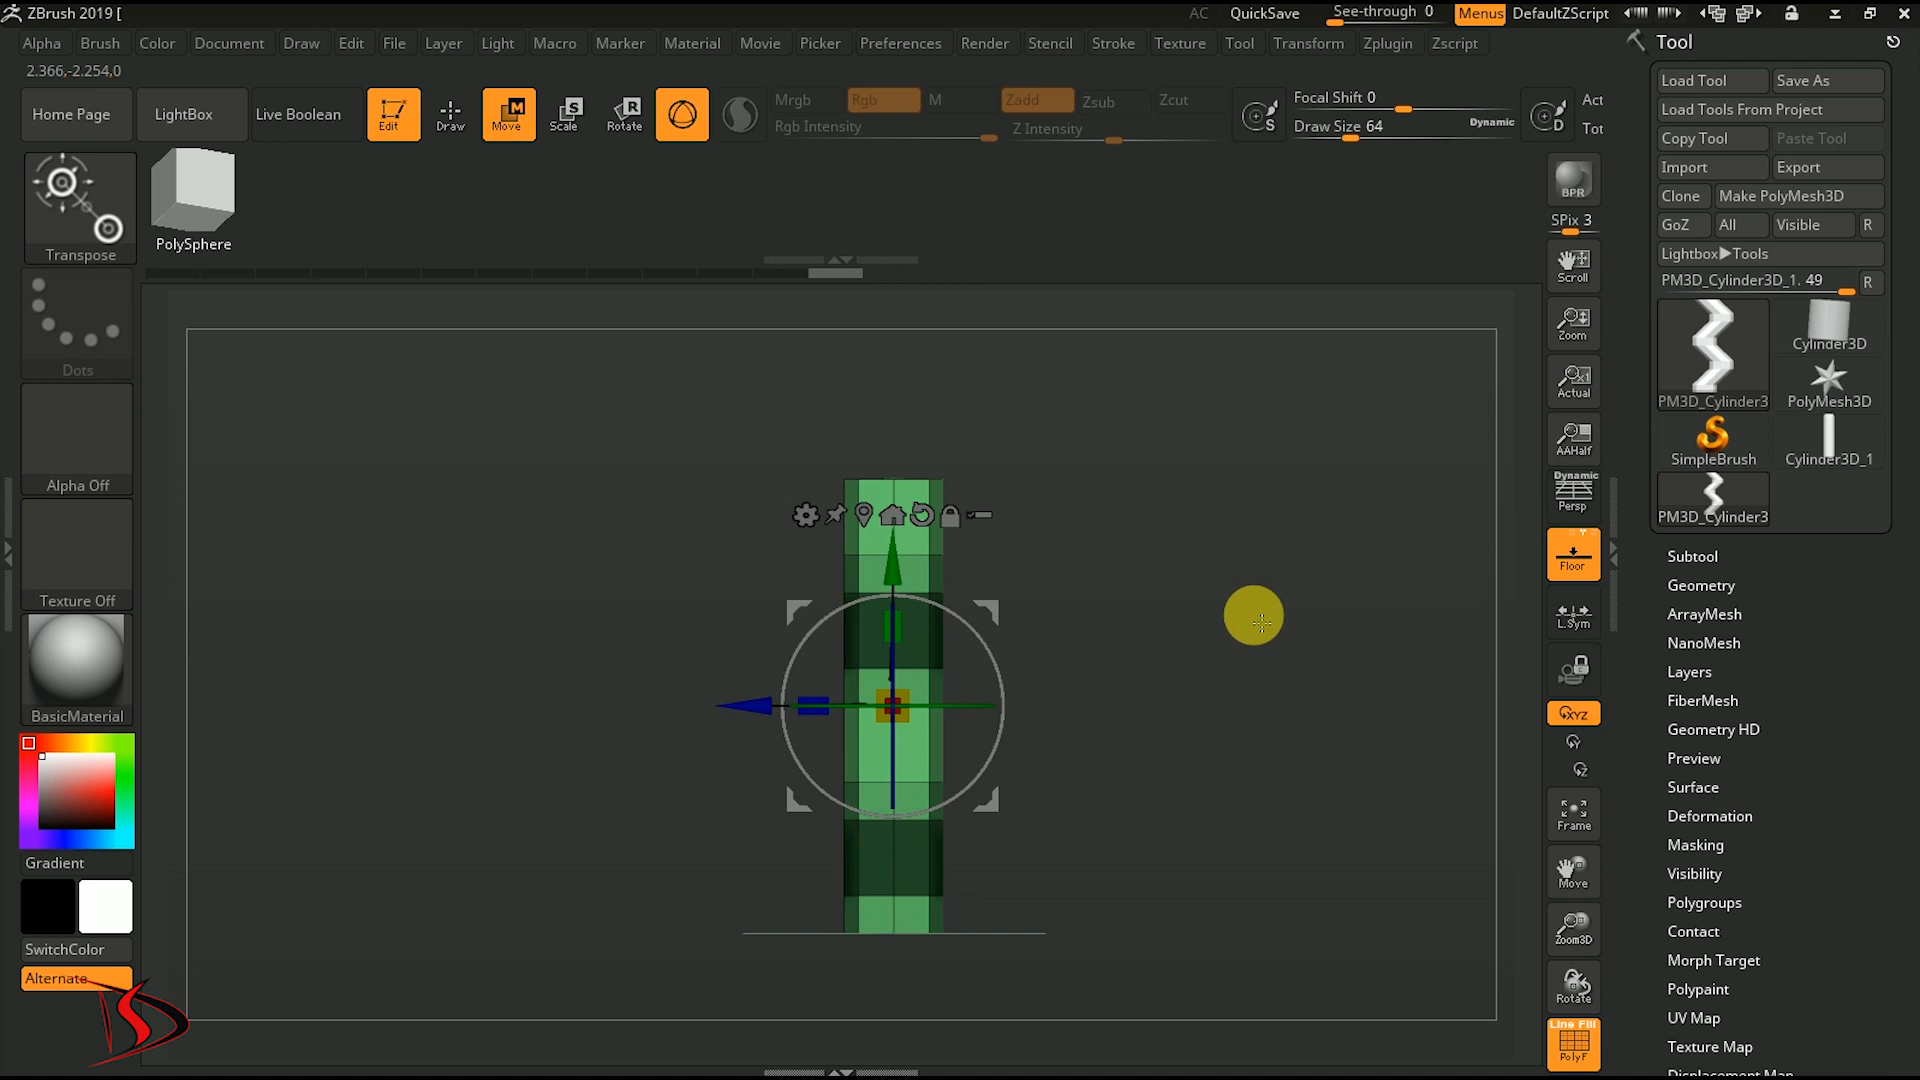 ZBrush 2019 [
AC QuickSave See-through 0 Menus DefaultZScript
Alpha Brush Color Document Draw Edit File Layer Light Macro Marker Material Movie Picker Preferences Render Stencil Stroke Texture Tool Transform Zplugin Zscript
Tool
2.366,-2.254,0
Home Page LightBox Live Boolean Edit Draw Move Scale Rotate
Mrgb Rgb M Zadd Zsub Zcut
Rgb Intensity Z Intensity
Focal Shift 0
Draw Size 64 Dynamic
Act
Tot
S
D
M
S
R
Load Tool Save As
Load Tools From Project
Copy Tool Paste Tool
Import Export
Clone Make PolyMesh3D
GoZ All Visible R
Lightbox▶Tools
PM3D_Cylinder3D_1. 49 R
Cylinder3D
PM3D_Cylinder3 PolyMesh3D
SimpleBrush Cylinder3D_1
PM3D_Cylinder3
Transpose
PolySphere
Dots
Alpha Off
Texture Off
BasicMaterial
Gradient
SwitchColor
Alternate
BPR
SPix 3
Scroll
Zoom
Actual
AAHalf
Dynamic
Persp
Floor
L.Sym
XYZ
Y
Z
Frame
Move
Zoom3D
Rotate
Line Fill
PolyF
Subtool
Geometry
ArrayMesh
NanoMesh
Layers
FiberMesh
Geometry HD
Preview
Surface
Deformation
Masking
Visibility
Polygroups
Contact
Morph Target
Polypaint
UV Map
Texture Map
Displacement Map